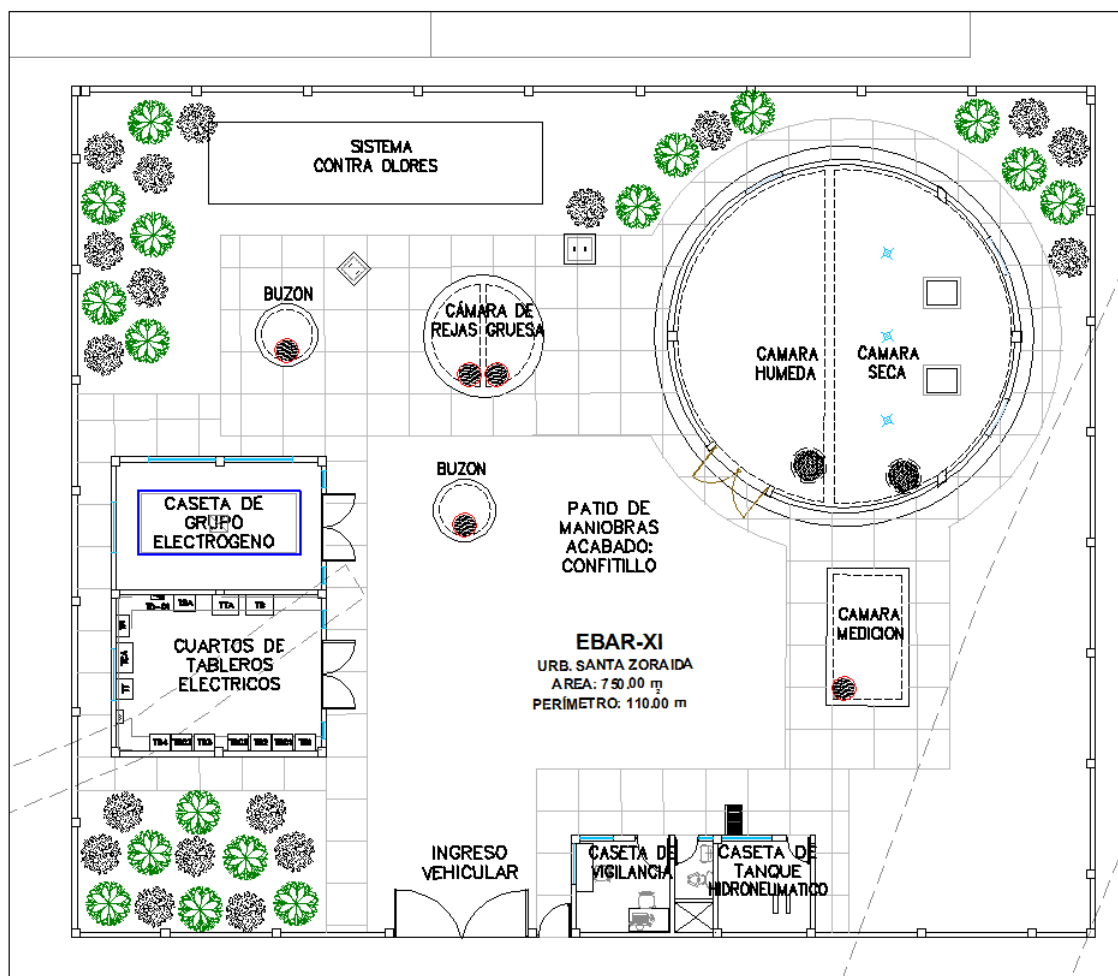 SISTEMA
CONTRA OLORES
BUZON
CÁMARA DE
REJAS GRUESA
CAMARA
HUMEDA
CAMARA
SECA
BUZON
CASETA DE
GRUPO
ELECTRÓGENO
PATIO DE
MANIOBRAS
ACABADO:
CONFITILLO
TTA
CUARTOS DE
TABLEROS
ELECTRICOS
CAMARA
MEDICION
EBAR-XI
URB. SANTA ZORAIDA
AREA: 750.00 m2
PERÍMETRO: 110.00 m
INGRESO
VEHICULAR
CASETA DE
VIGILANCIA
CASETA DE
TANQUE
HIDRONEUMATICO